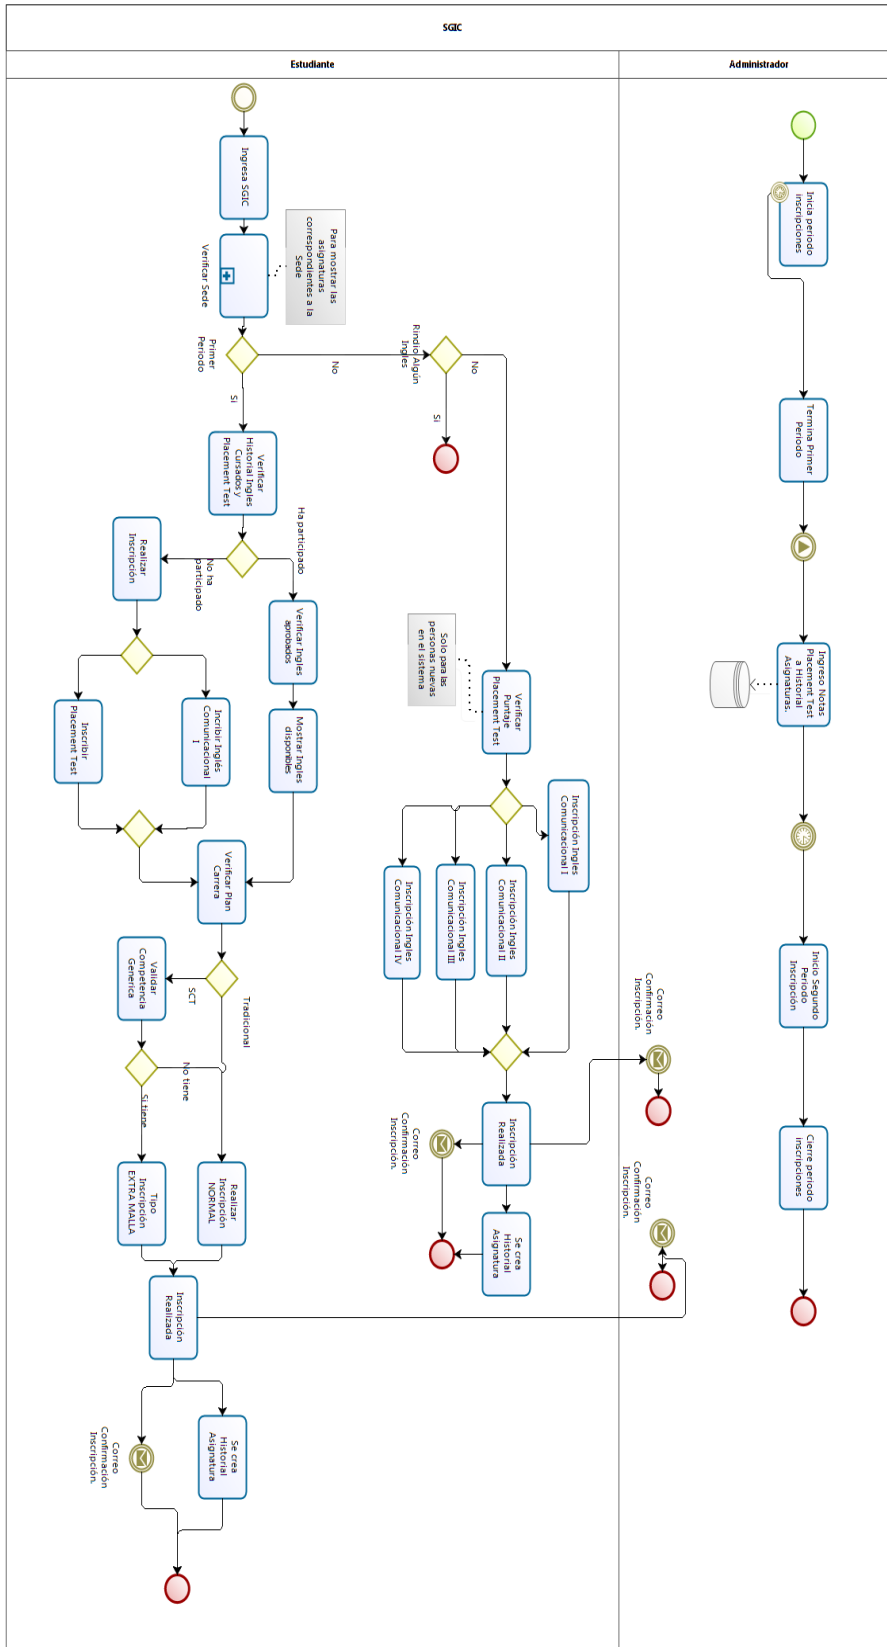 SGIC
Estudiante
Administrador
Ingresa SGIC
Verificar Sede
Para mostrar las
asignaturas
correspondientes a la
Sede
Primer
Periodo
No
Si
Rindio Algún
Ingles
No
Si
Verificar
Historial Ingles
Cursados y
Placement Test
Ha participado
No ha
participado
Realizar
Inscripción
Verificar Ingles
aprobados
Mostrar Ingles
disponibles
Incribir Inglés
Comunicacional
I
Inscribir
Placement Test
Verificar Plan
Carrera
Tradicional
SCT
Validar
Competencia
Generica
No tiene
Si tiene
Realizar
Inscripción
NORMAL
Tipo
Inscripción
EXTRA MALLA
Inscripción
Realizada
Se crea
Historial
Asignatura
Correo
Confirmación
Inscripción.
Solo para las
personas nuevas
en el sistema
Verificar
Puntaje
Placement Test
Inscripción Ingles
Comunicacional I
Inscripción Ingles
Comunicacional II
Inscripción Ingles
Comunicacional III
Inscripción Ingles
Comunicacional IV
Inscripción
Realizada
Correo
Confirmación
Inscripción.
Se crea
Historial
Asignatura
Correo
Confirmación
Inscripción.
Correo
Confirmación
Inscripción.
Inicia periodo
inscripciones
Termina Primer
Periodo
Ingreso Notas
Placement Test
a Historial
Asignaturas.
Inicio Segundo
Periodo
Inscripción
Cierre periodo
inscripciones